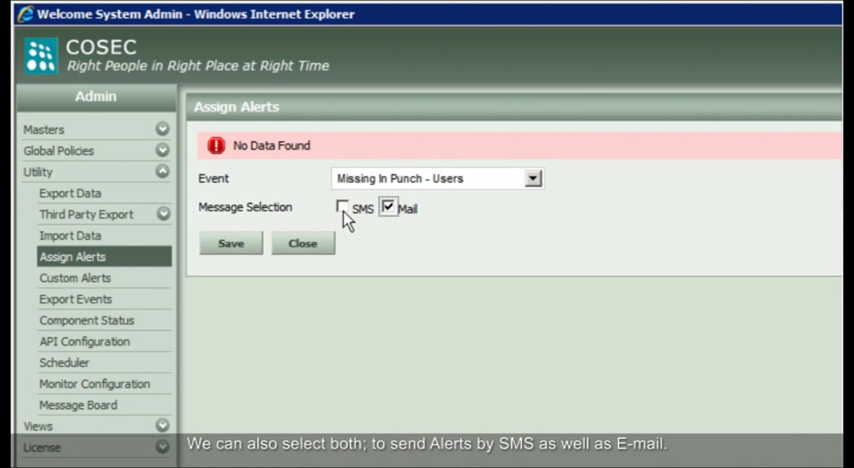 Welcome System Admin - Windows Internet Explorer
COSEC
Right People in Right Place at Right Time
Admin
Masters
Global Policies
Utility
Export Data
Third Party Export
Import Data
Assign Alerts
Custom Alerts
Export Events
Component Status
API Configuration
Scheduler
Monitor Configuration
Message Board
Views
License
Assign Alerts
No Data Found
Event Missing In Punch - Users
Message Selection SMS Mail
Save Close
We can also select both; to send Alerts by SMS as well as E-mail.